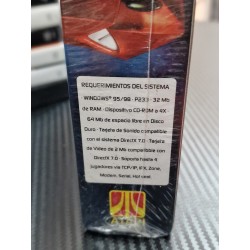 REQUERIMIENTOS DEL SISTEMA
WINDOWS® 95/98 · P233 · 32 Mb
de RAM · Dispositivo CD-ROM a 4X ·
64 Mb de espacio libre en Disco
Duro · Tarjeta de Sonido compatible
con el sistema DirectX 7.0 · Tarjeta
de Video de 2 Mb compatible con
DirectX 7.0 · Soporta hasta 4
jugadores vía TCP/IP, IPX, Zone,
Modem, Serial, Hot-seat
ATARI